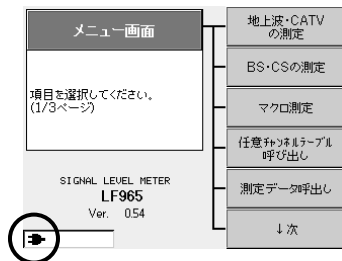 メニュー画面
項目を選択してください。
(1/3ページ)
SIGNAL LEVEL METER
LF965
Ver. 0.54
地上波・CATV
の測定
BS・CSの測定
マクロ測定
任意ﾁｬﾝﾈﾙﾃｰﾌﾞﾙ
呼び出し
測定データ呼出し
↓次